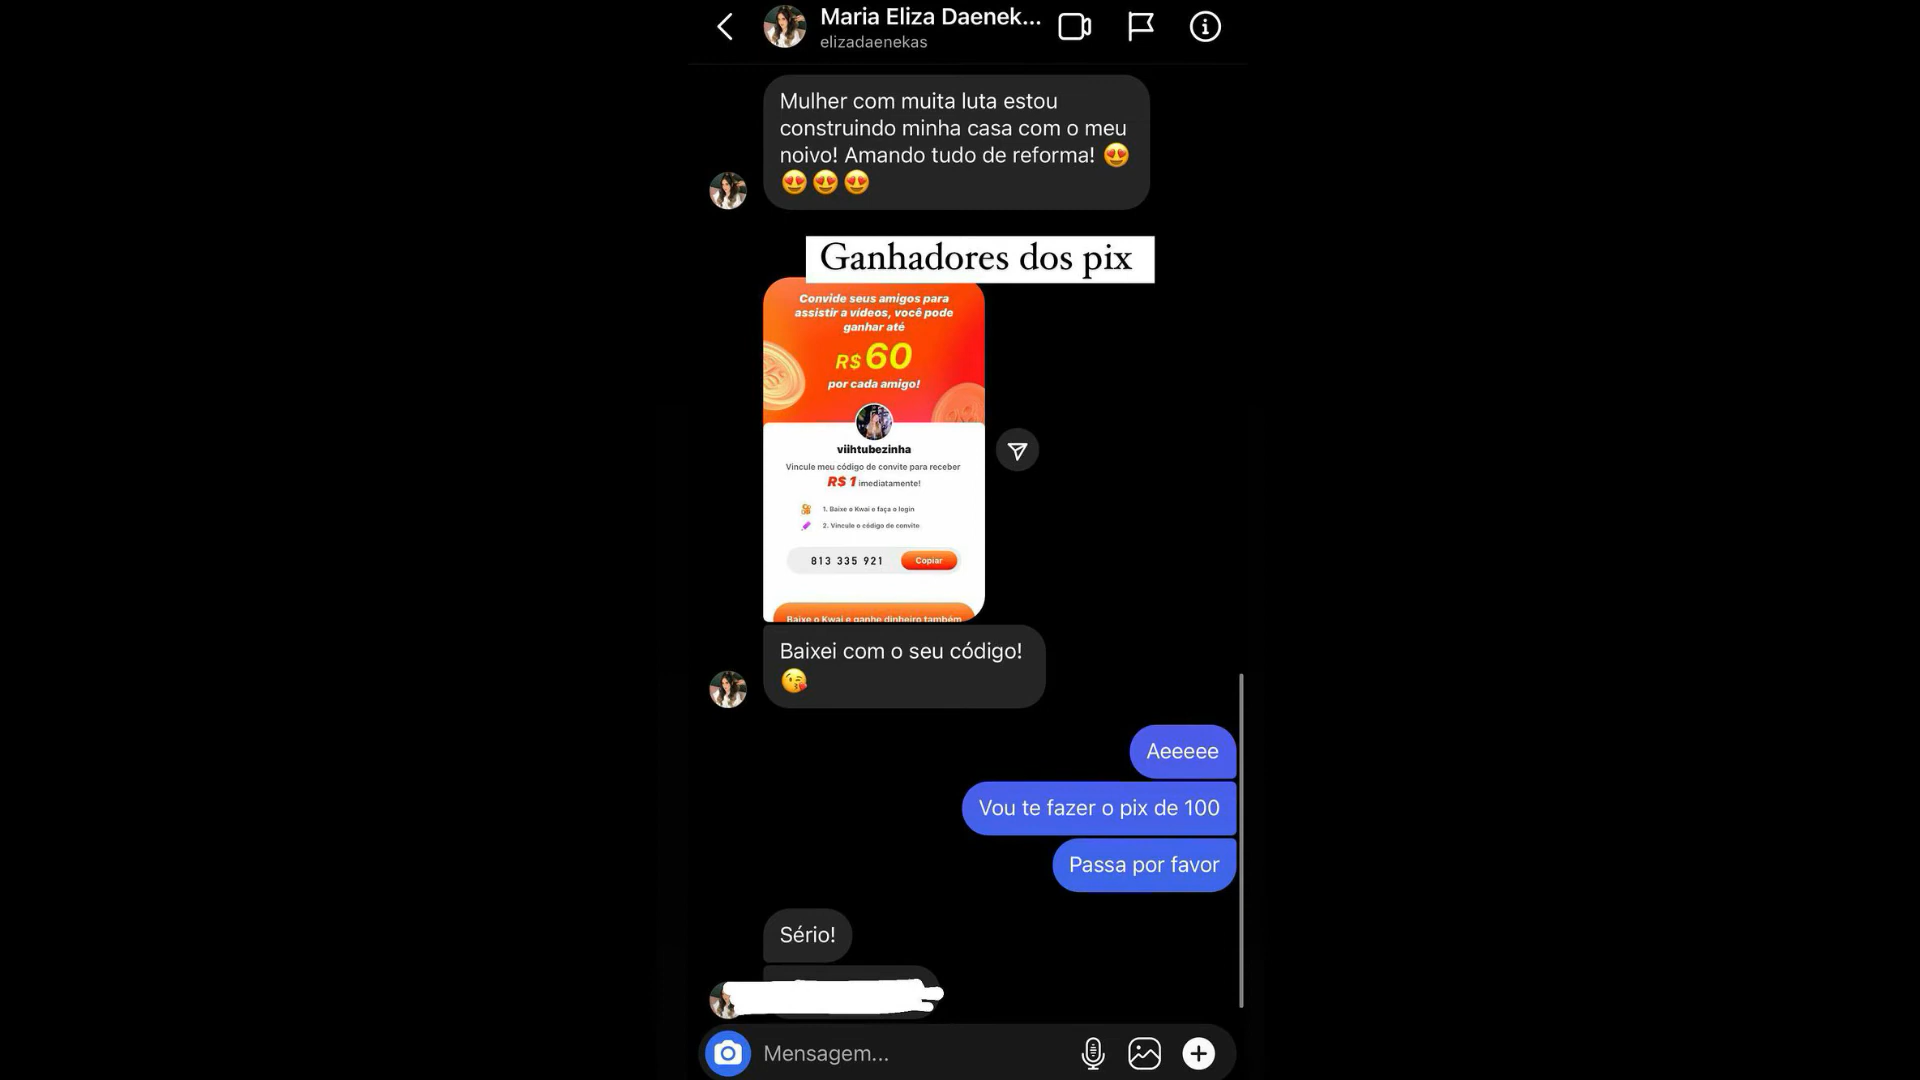 Maria Eliza Daenek...
elizadaenekas
Mulher com muita luta estou
construindo minha casa com o meu
noivo! Amando tudo de reforma! 😍
😍😍😍
Ganhadores dos pix
Convide seus amigos para
assistir a vídeos, você pode
ganhar até
R$ 60
por cada amigo!
viihtubezinha
Vincule meu código de convite para receber
R$ 1 imediatamente!
1. Baixe o Kwai e faça o login
2. Vincule o código de convite
813 335 921 Copiar
Baixe o Kwai e ganhe dinheiro também
Baixei com o seu código!
😘
Aeeeee
Vou te fazer o pix de 100
Passa por favor
Sério!
Mensagem...